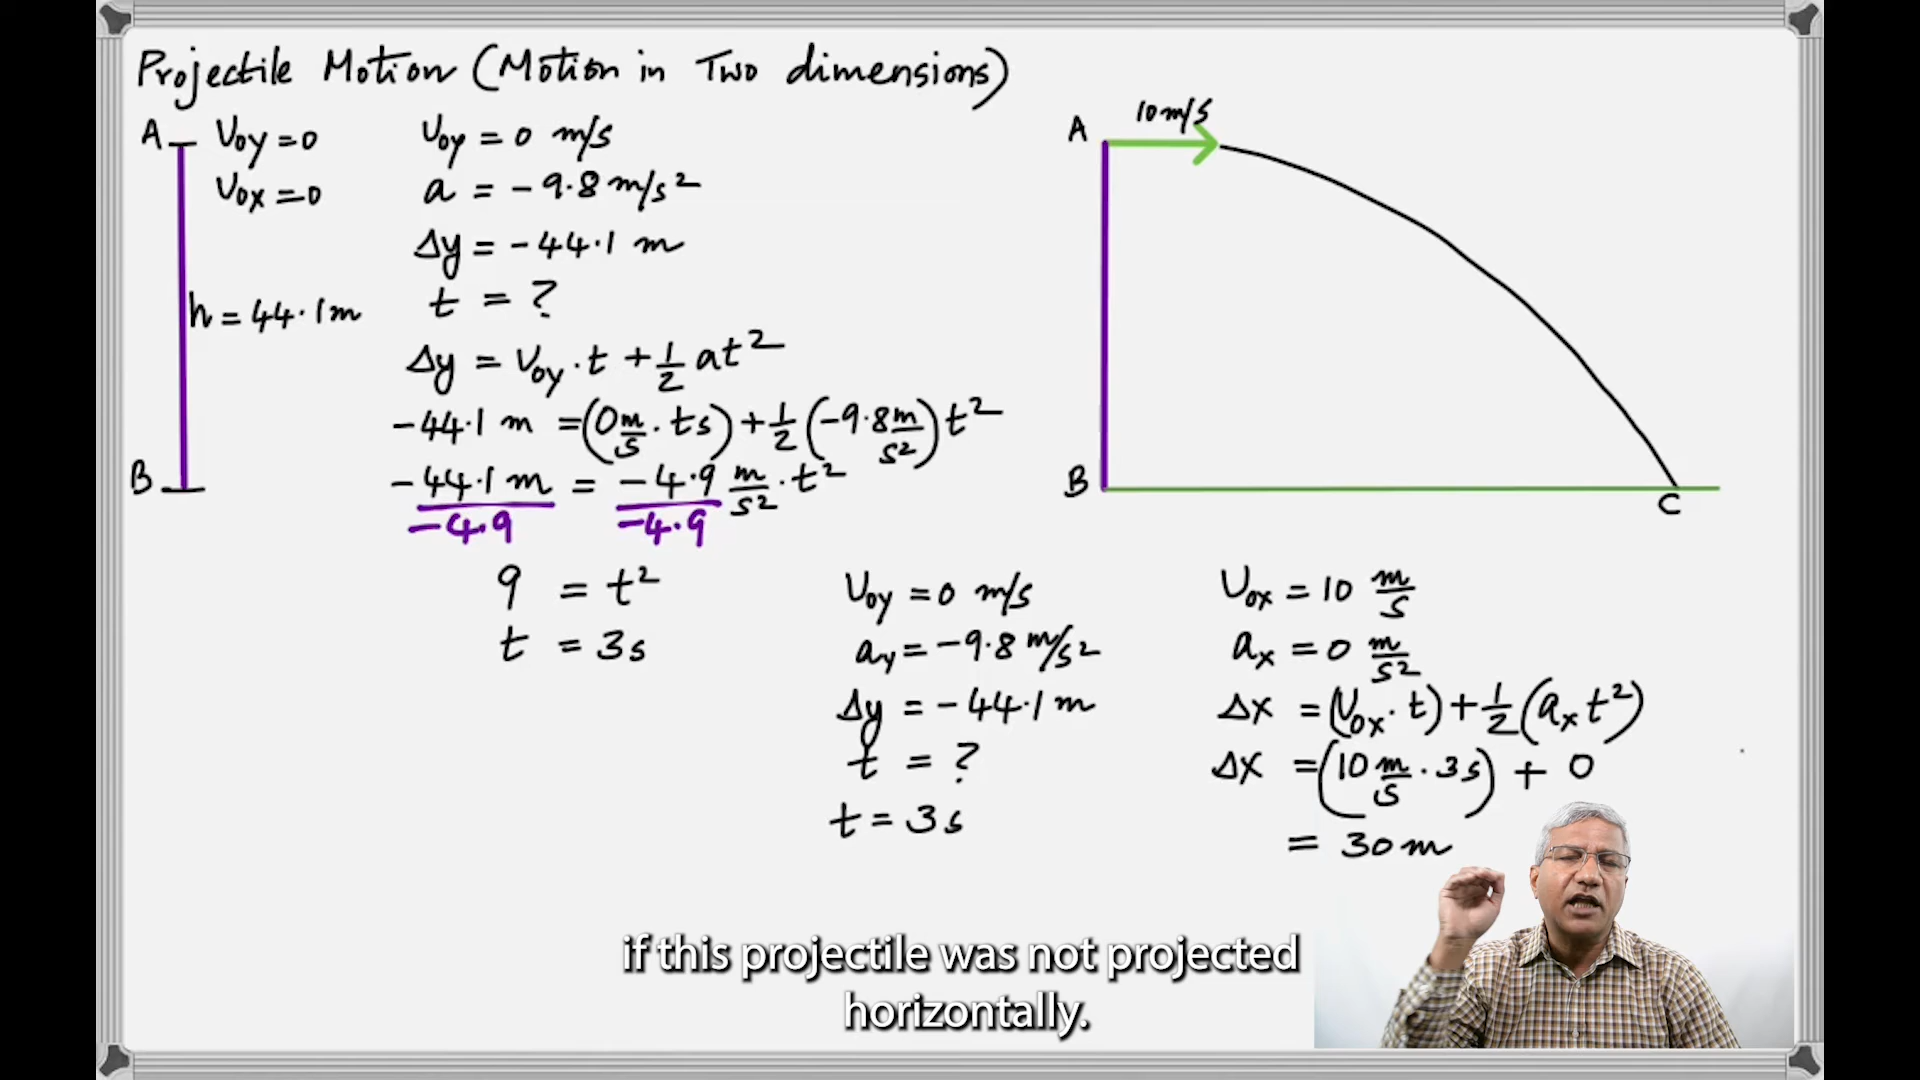 Projectile Motion (Motion in Two dimensions)
A
Voy = 0
Vox = 0
h = 44.1m
B
Voy = 0 m/s
a = -9.8 m/s²
Δy = -44.1 m
t = ?
Δy = Voy · t + 1/2 at²
-44.1 m = (0 m/s · ts) + 1/2 (-9.8 m/s²) t²
-44.1 m / -4.9 = -4.9 / -4.9 m/s² · t²
9 = t²
t = 3s
A
10m/s
B
C
Voy = 0 m/s
ay = -9.8 m/s²
Δy = -44.1 m
t = ?
t = 3s
Vox = 10 m/s
ax = 0 m/s²
Δx = (Vox · t) + 1/2 (ax t²)
Δx = (10 m/s · 3s) + 0
= 30m
if this projectile was not projected
horizontally.